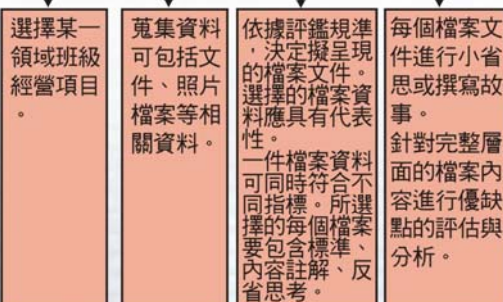 選擇某一
領域班級
經營項目
。
蒐集資料
可包括文
件、照片
檔案等相
關資料。
依據評鑑規準
，決定擬呈現
的檔案文件。
選擇的檔案資
料應具有代表
性。
一件檔案資料
可同時符合不
同指標。所選
擇的每個檔案
要包含標準、
內容註解、反
省思考。
每個檔案文
件進行小省
思或撰寫故
事。
針對完整層
面的檔案內
容進行優缺
點的評估與
分析。